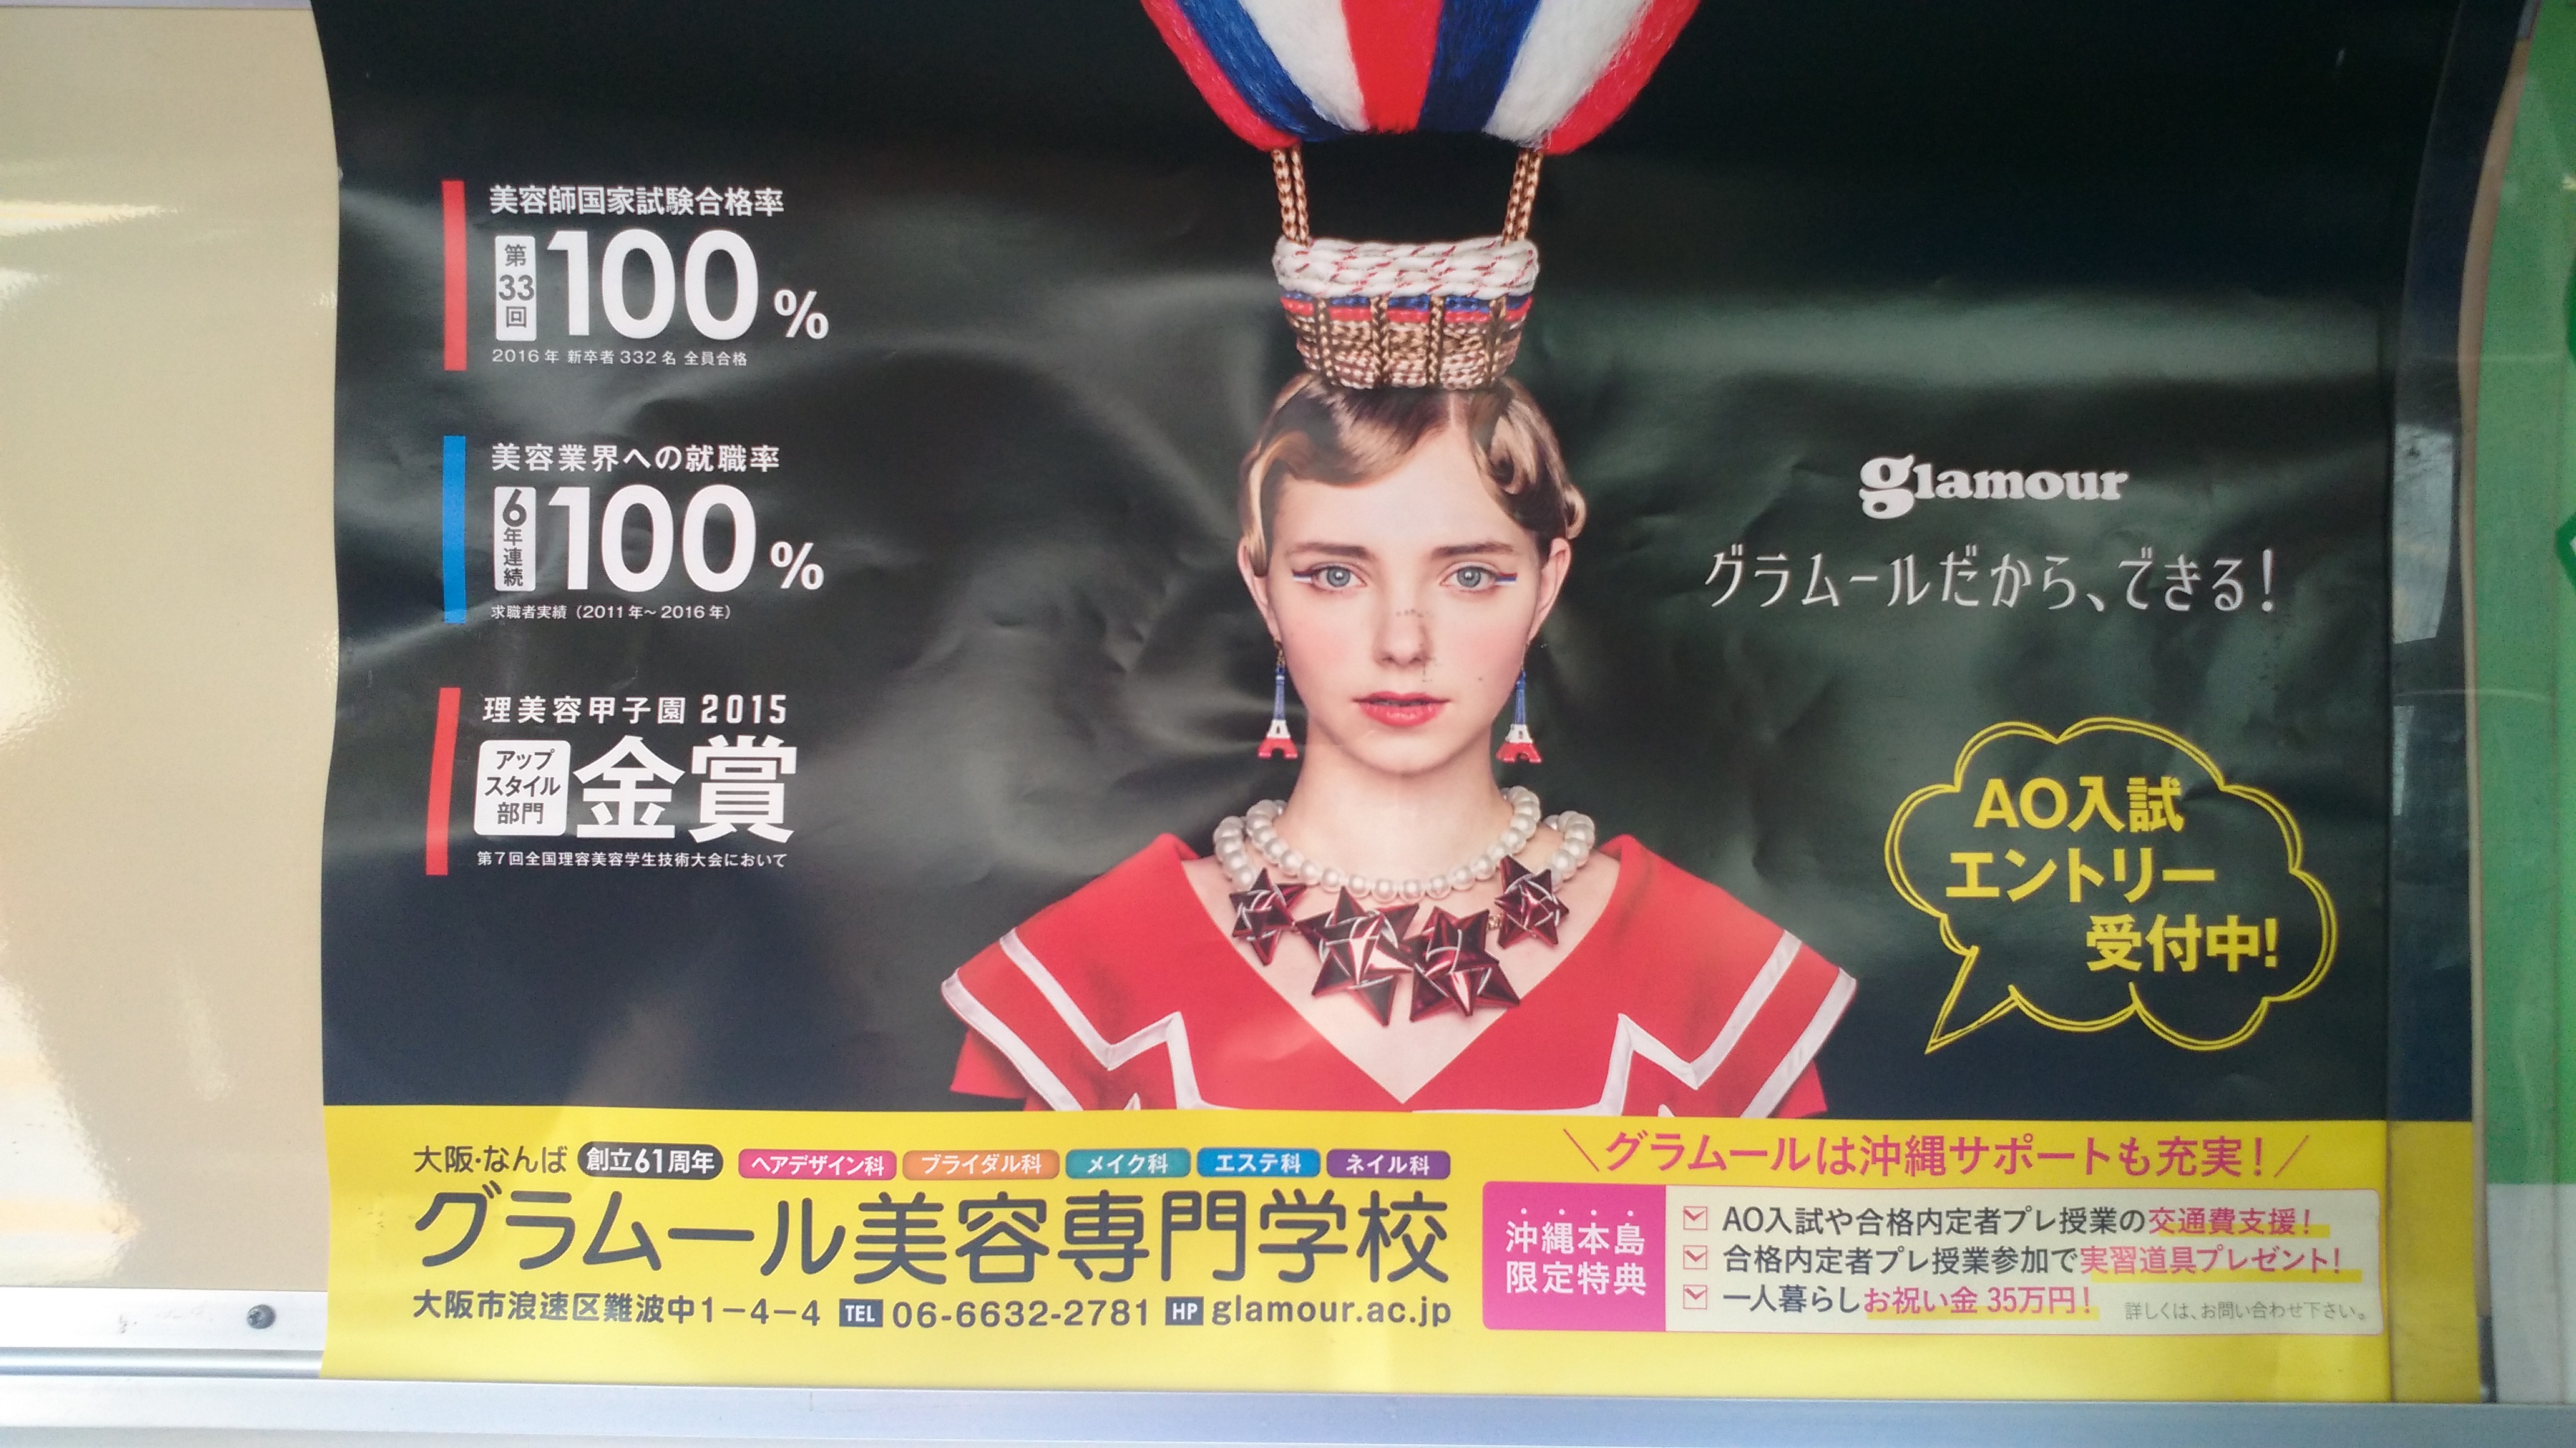 美容師国家試験合格率
第33回
100%
2016年 新卒者332名 全員合格
美容業界への就職率
6年連続
100%
求職者実績（2011年～2016年）
理美容甲子園 2015
アップ
スタイル
部門
金賞
第7回全国理容美容学生技術大会において
glamour
グラムールだから、できる!
AO入試
エントリー
受付中!
大阪・なんば 創立61周年 ヘアデザイン科 ブライダル科 メイク科 エステ科 ネイル科
グラムール美容専門学校
大阪市浪速区難波中1-4-4 TEL 06-6632-2781 HP glamour.ac.jp
＼グラムールは沖縄サポートも充実!／
沖縄本島
限定特典
AO入試や合格内定者プレ授業の交通費支援!
合格内定者プレ授業参加で実習道具プレゼント!
一人暮らしお祝い金 35万円! 詳しくは、お問い合わせ下さい。